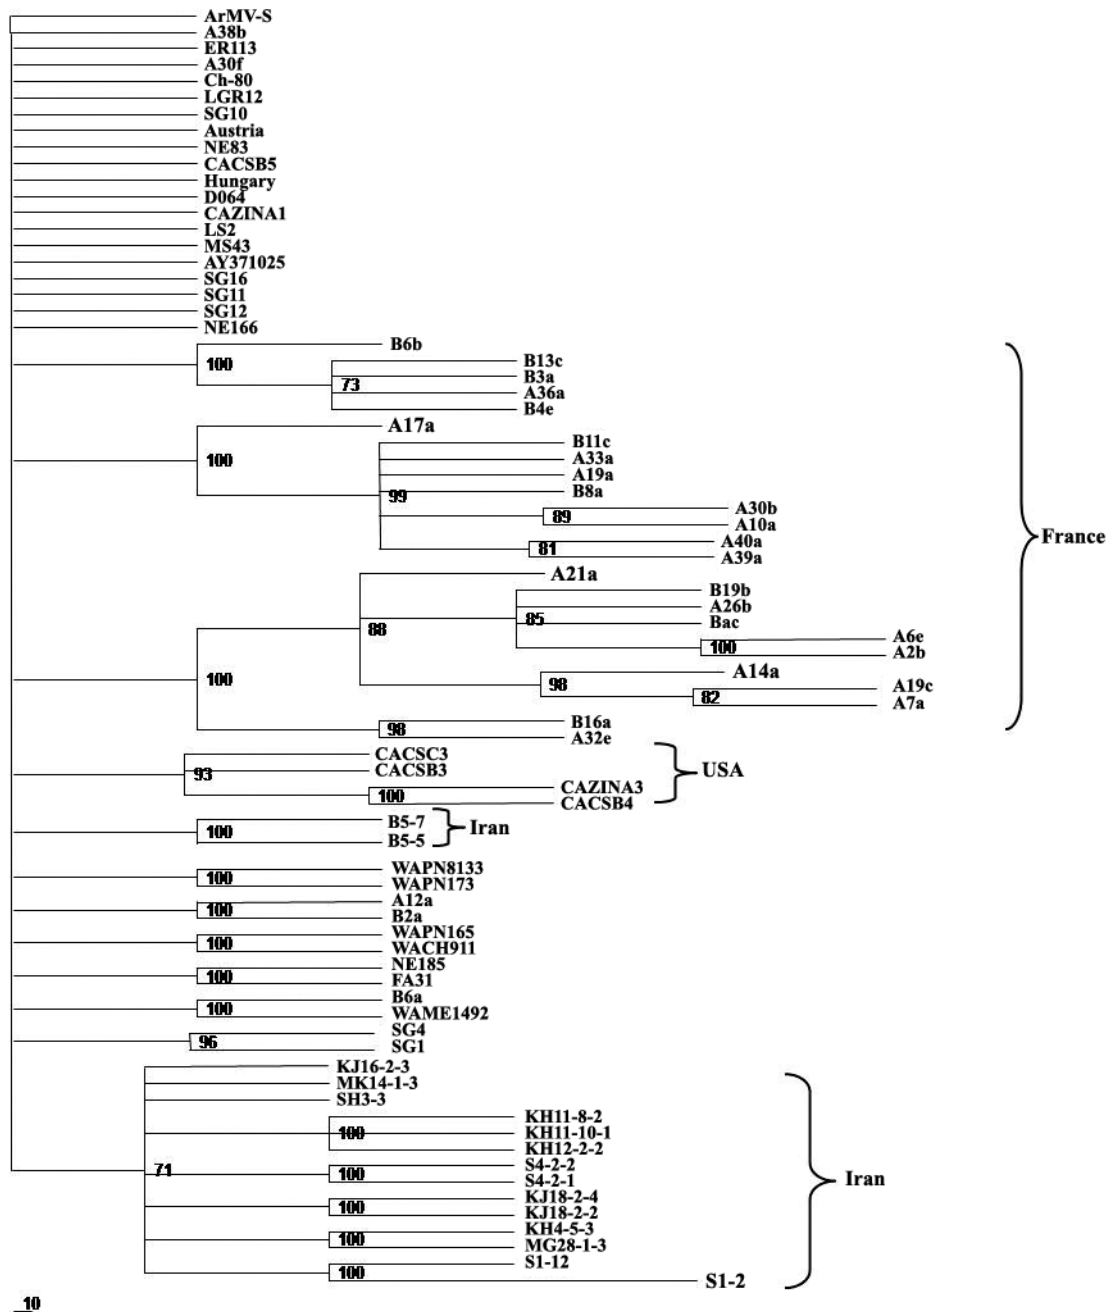 ArMV-S
A38b
ER113
A30f
Ch-80
LGR12
SG10
Austria
NE83
CACSB5
Hungary
D064
CAZINA1
LS2
MS43
AY371025
SG16
SG11
SG12
NE166
B6b
100
B13c
B3a
73
A36a
B4e
A17a
B11c
100
A33a
A19a
B8a
99
A30b
89
A10a
France
A40a
81
A39a
A21a
B19b
A26b
85
Bac
88
A6e
100
A2b
A14a
100
98
A19c
82
A7a
B16a
98
A32e
CACSC3
93
CACSB3
USA
CAZINA3
100
CACSB4
B5-7
100
Iran
B5-5
WAPN8133
100
WAPN173
A12a
100
B2a
WAPN165
100
WACH911
NE185
100
FA31
B6a
100
WAME1492
SG4
96
SG1
KJ16-2-3
MK14-1-3
SH3-3
KH11-8-2
100
KH11-10-1
KH12-2-2
S4-2-2
71
100
S4-2-1
Iran
KJ18-2-4
100
KJ18-2-2
KH4-5-3
100
MG28-1-3
S1-12
100
S1-2
10